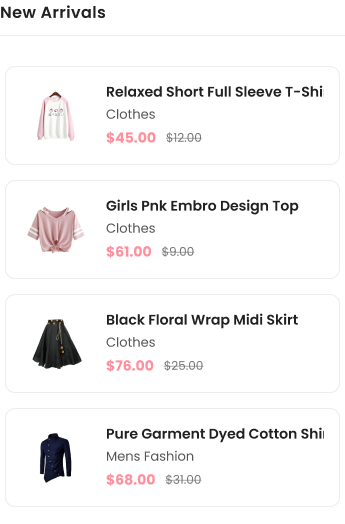 New Arrivals
Relaxed Short Full Sleeve T-Shi
Clothes
$45.00 $12.00
Girls Pnk Embro Design Top
Clothes
$61.00 $9.00
Black Floral Wrap Midi Skirt
Clothes
$76.00 $25.00
Pure Garment Dyed Cotton Shi
Mens Fashion
$68.00 $31.00